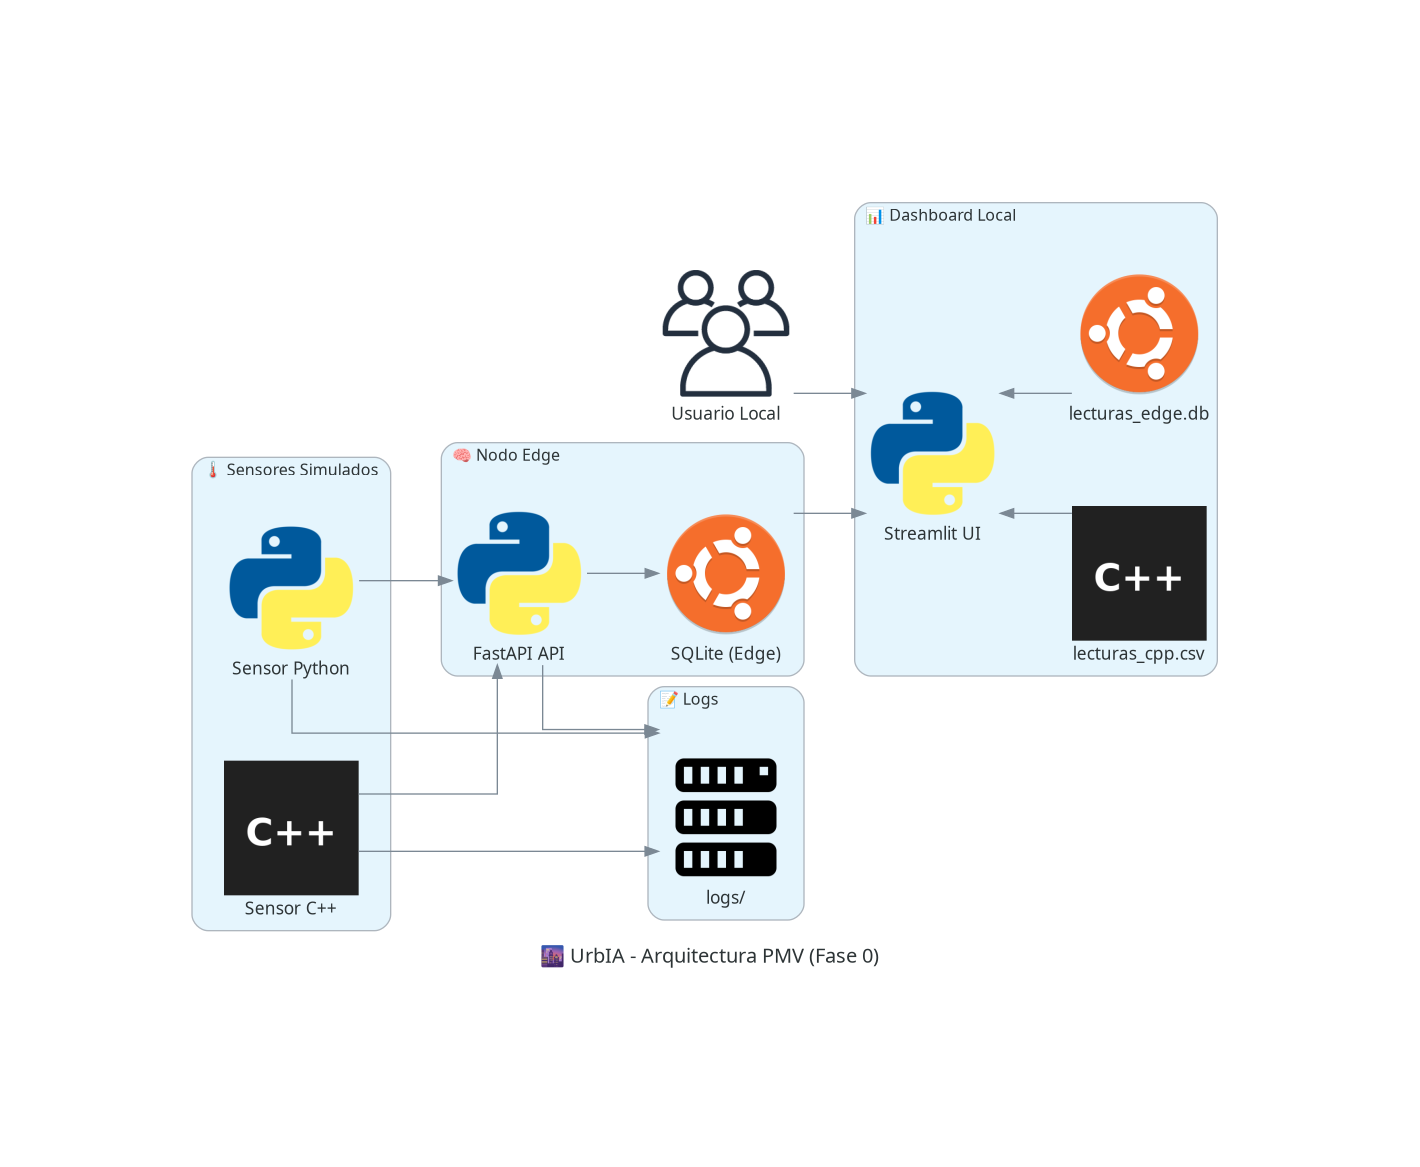 📊 Dashboard Local
Usuario Local
lecturas_edge.db
Streamlit UI
C++
lecturas_cpp.csv
🧠 Nodo Edge
FastAPI API
SQLite (Edge)
🌡️ Sensores Simulados
Sensor Python
C++
Sensor C++
📝 Logs
logs/
🌆 UrbIA - Arquitectura PMV (Fase 0)